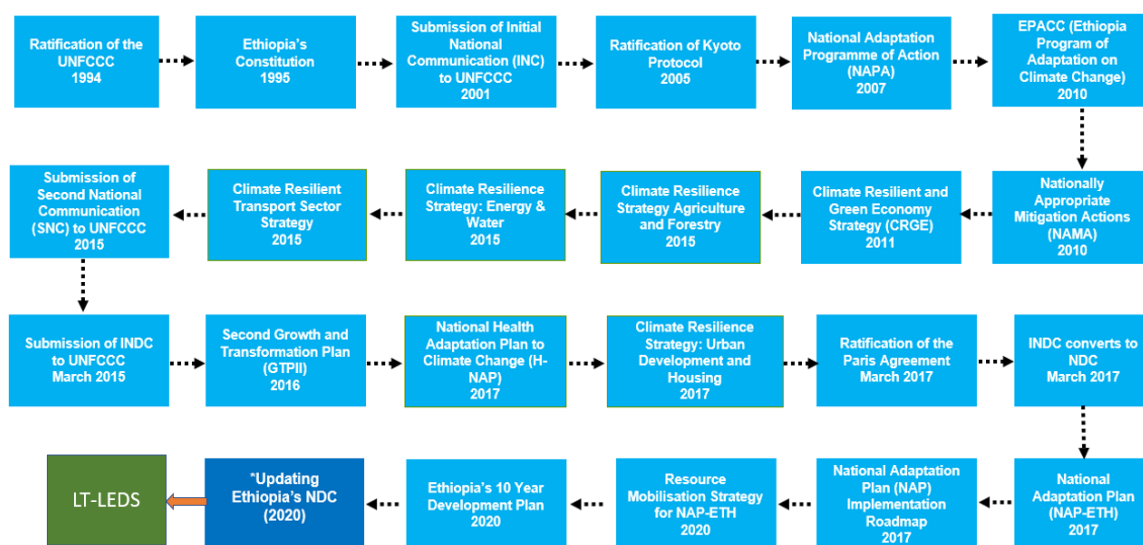 Ratification of the
UNFCCC
1994
Ethiopia's
Constitution
1995
Submission of Initial
National
Communication (INC)
to UNFCCC
2001
Ratification of Kyoto
Protocol
2005
National Adaptation
Programme of Action
(NAPA)
2007
EPACC (Ethiopia
Program of
Adaptation on
Climate Change)
2010
Submission of
Second National
Communication
(SNC) to UNFCCC
2015
Climate Resilient
Transport Sector
Strategy
2015
Climate Resilience
Strategy: Energy &
Water
2015
Climate Resilience
Strategy Agriculture
and Forestry
2015
Climate Resilient and
Green Economy
Strategy (CRGE)
2011
Nationally
Appropriate
Mitigation Actions
(NAMA)
2010
Submission of INDC
to UNFCCC
March 2015
Second Growth and
Transformation Plan
(GTPII)
2016
National Health
Adaptation Plan to
Climate Change (H-
NAP)
2017
Climate Resilience
Strategy: Urban
Development and
Housing
2017
Ratification of the
Paris Agreement
March 2017
INDC converts to
NDC
March 2017
LT-LEDS
*Updating
Ethiopia's NDC
(2020)
Ethiopia's 10 Year
Development Plan
2020
Resource
Mobilisation Strategy
for NAP-ETH
2020
National Adaptation
Plan (NAP)
Implementation
Roadmap
2017
National
Adaptation Plan
(NAP-ETH)
2017